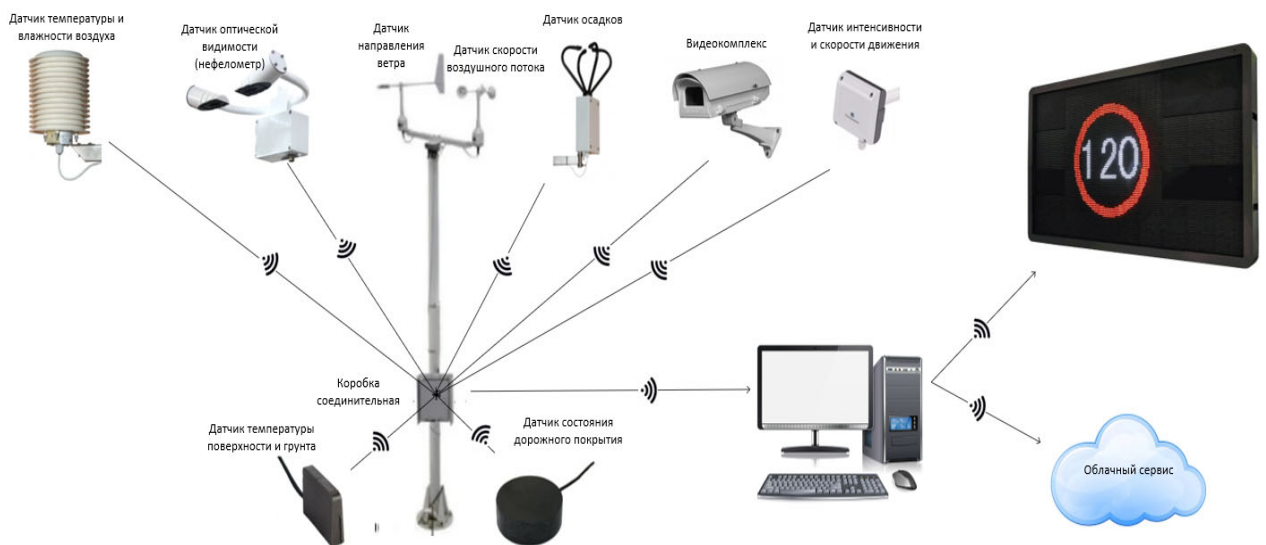 Датчик температуры и
влажности воздуха
Датчик оптической
видимости
(нефелометр)
Датчик
направления
ветра
Датчик скорости
воздушного потока
Датчик осадков
Видеокомплекс
Датчик интенсивности
и скорости движения
120
Коробка
соединительная
Датчик температуры
поверхности и грунта
Датчик состояния
дорожного покрытия
Облачный сервис